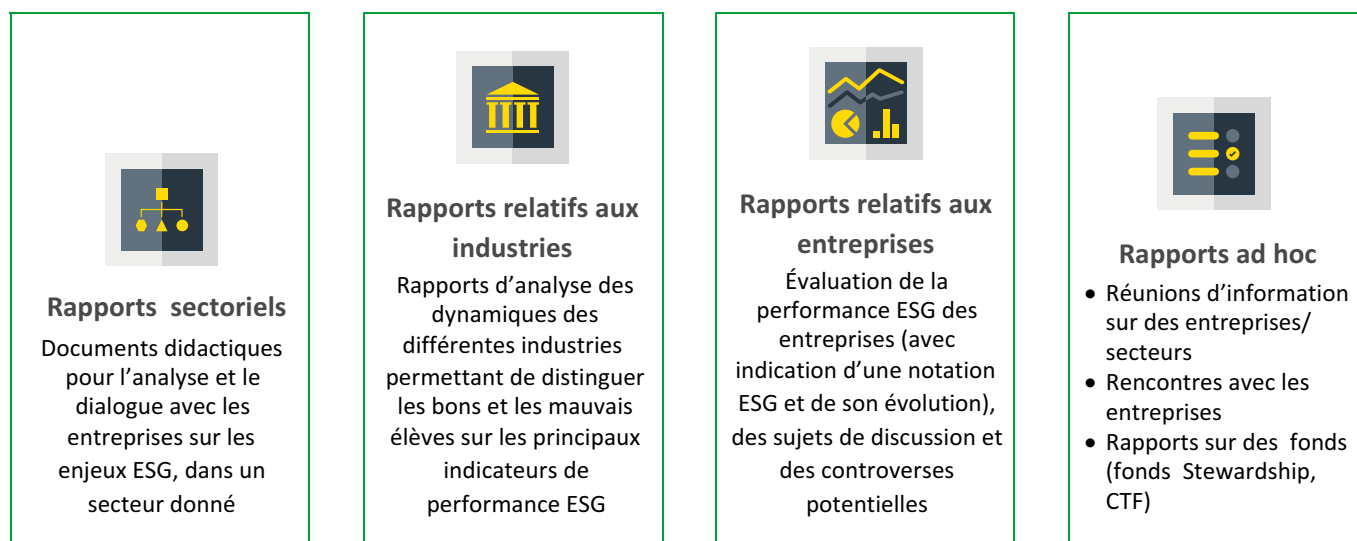 Rapports sectoriels
Documents didactiques
pour l’analyse et le
dialogue avec les
entreprises sur les
enjeux ESG, dans un
secteur donné
Rapports relatifs aux
industries
Rapports d’analyse des
dynamiques des
différentes industries
permettant de distinguer
les bons et les mauvais
élèves sur les principaux
indicateurs de
performance ESG
Rapports relatifs aux
entreprises
Évaluation de la
performance ESG des
entreprises (avec
indication d’une notation
ESG et de son évolution),
des sujets de discussion et
des controverses
potentielles
Rapports ad hoc
• Réunions d’information
sur des entreprises/
secteurs
• Rencontres avec les
entreprises
• Rapports sur des fonds
(fonds Stewardship,
CTF)